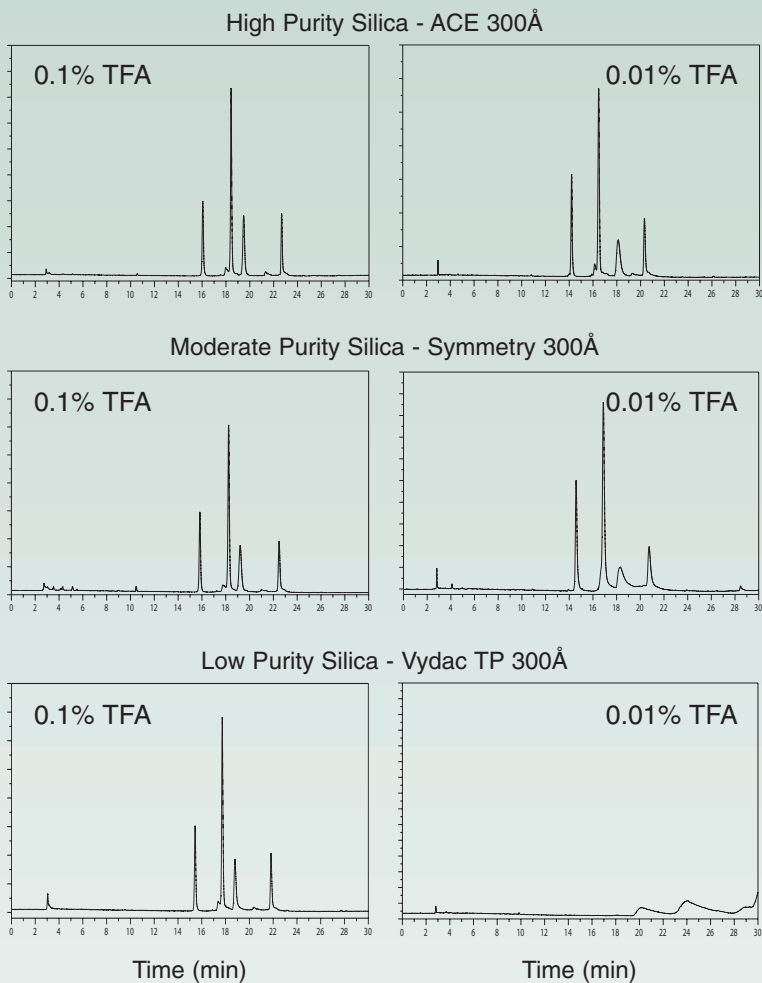 High Purity Silica - ACE 300Å
0.1% TFA
0.01% TFA
0 2 4 6 8 10 12 14 16 18 20 22 24 26 28 30
0 2 4 6 8 10 12 14 16 18 20 22 24 26 28 30
Moderate Purity Silica - Symmetry 300Å
0.1% TFA
0.01% TFA
0 2 4 6 8 10 12 14 16 18 20 22 24 26 28 30
0 2 4 6 8 10 12 14 16 18 20 22 24 26 28 30
Low Purity Silica - Vydac TP 300Å
0.1% TFA
0.01% TFA
0 2 4 6 8 10 12 14 16 18 20 22 24 26 28 30
0 2 4 6 8 10 12 14 16 18 20 22 24 26 28 30
Time (min)
Time (min)